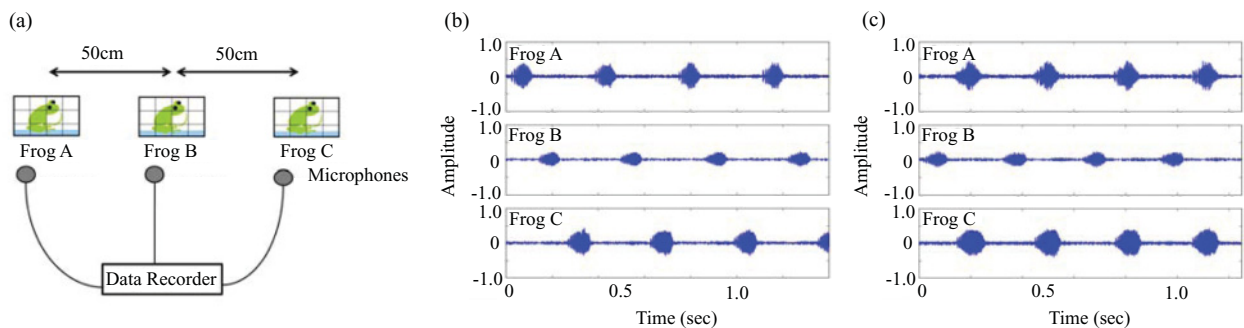 (a)
50cm 50cm
Frog A Frog B Frog C
Microphones
Data Recorder
(b)
Amplitude
1.0
0
-1.0
Frog A
1.0
0
-1.0
Frog B
1.0
0
-1.0
Frog C
0 0.5 1.0
Time (sec)
(c)
Amplitude
1.0
0
-1.0
Frog A
1.0
0
-1.0
Frog B
1.0
0
-1.0
Frog C
0 0.5 1.0
Time (sec)